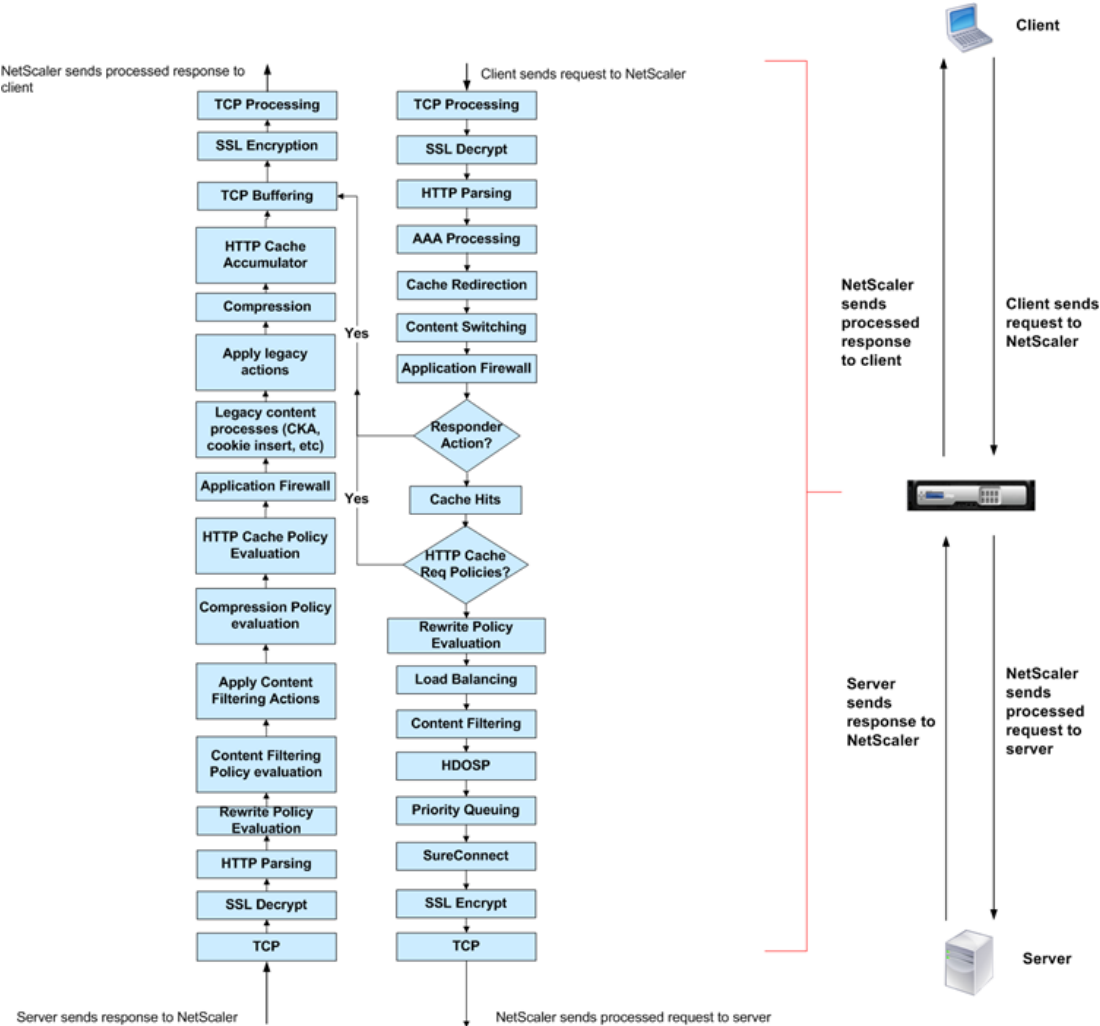 NetScaler sends processed response to
client
TCP Processing
SSL Encryption
TCP Buffering
HTTP Cache
Accumulator
Compression
Apply legacy
actions
Legacy content
processes (CKA,
cookie insert, etc)
Application Firewall
HTTP Cache Policy
Evaluation
Compression Policy
evaluation
Apply Content
Filtering Actions
Content Filtering
Policy evaluation
Rewrite Policy
Evaluation
HTTP Parsing
SSL Decrypt
TCP
Server sends response to NetScaler
Client sends request to NetScaler
TCP Processing
SSL Decrypt
HTTP Parsing
AAA Processing
Cache Redirection
Content Switching
Application Firewall
Responder
Action?
Yes
Cache Hits
HTTP Cache
Req Policies?
Yes
Rewrite Policy
Evaluation
Load Balancing
Content Filtering
HDOSP
Priority Queuing
SureConnect
SSL Encrypt
TCP
NetScaler sends processed request to server
Client
NetScaler
sends
processed
response
to client
Client sends
request to
NetScaler
Server
sends
response to
NetScaler
NetScaler
sends
processed
request to
server
Server